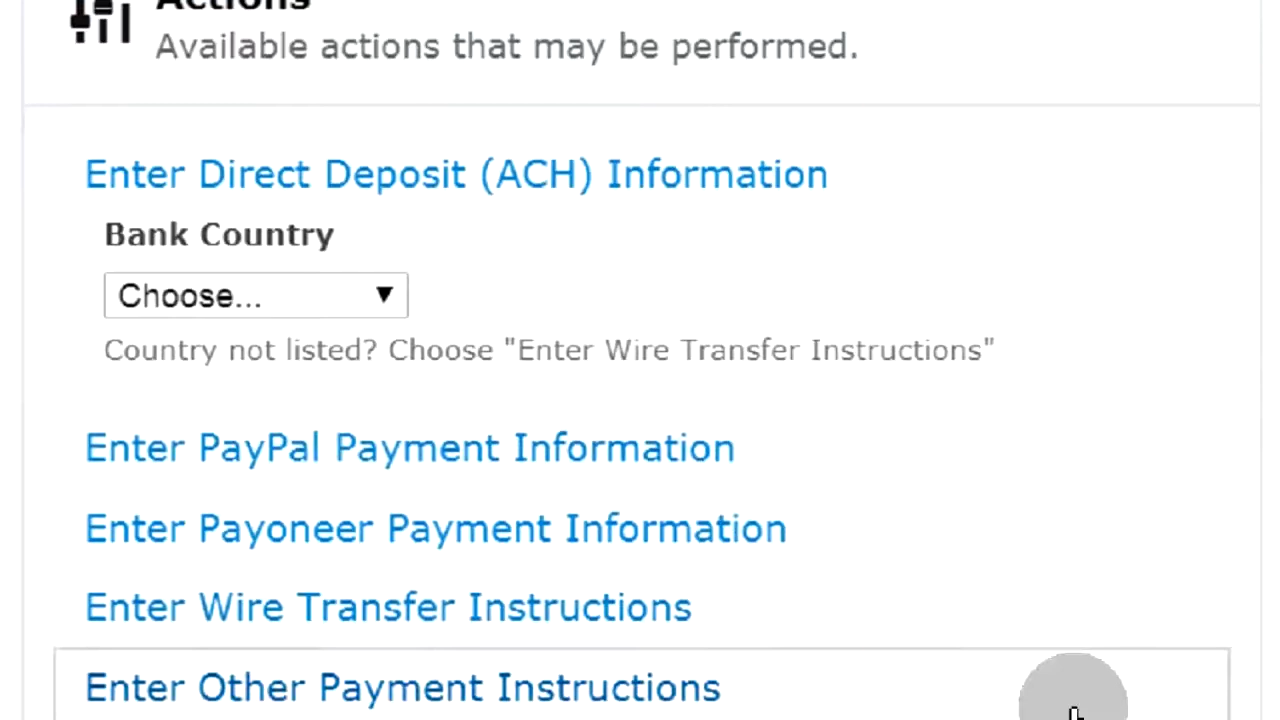 Actions
Available actions that may be performed.
Enter Direct Deposit (ACH) Information
Bank Country
Choose...
Country not listed? Choose "Enter Wire Transfer Instructions"
Enter PayPal Payment Information
Enter Payoneer Payment Information
Enter Wire Transfer Instructions
Enter Other Payment Instructions